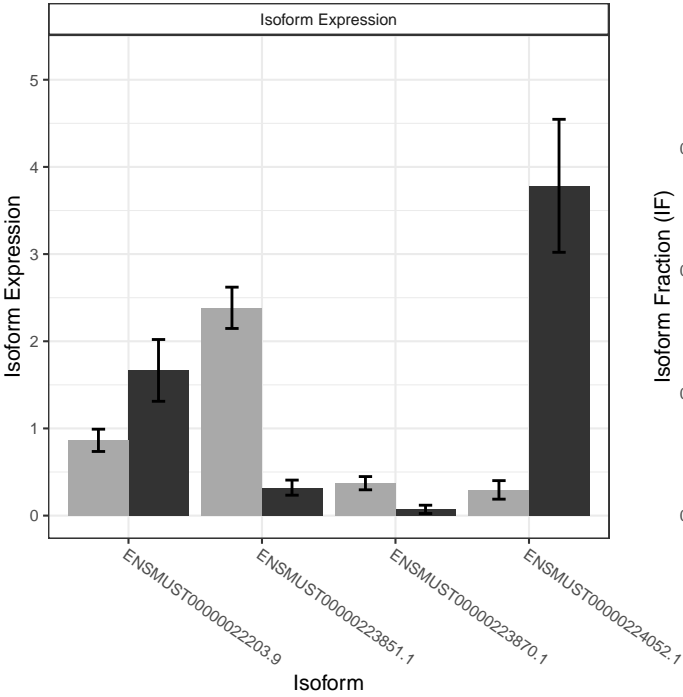 Isoform Expression
5
4
3
2
1
0
Isoform Expression
ENSMUST00000022203.9
ENSMUST00000223851.1
ENSMUST00000223870.1
ENSMUST00000224052.1
Isoform
Isoform Fraction (IF)